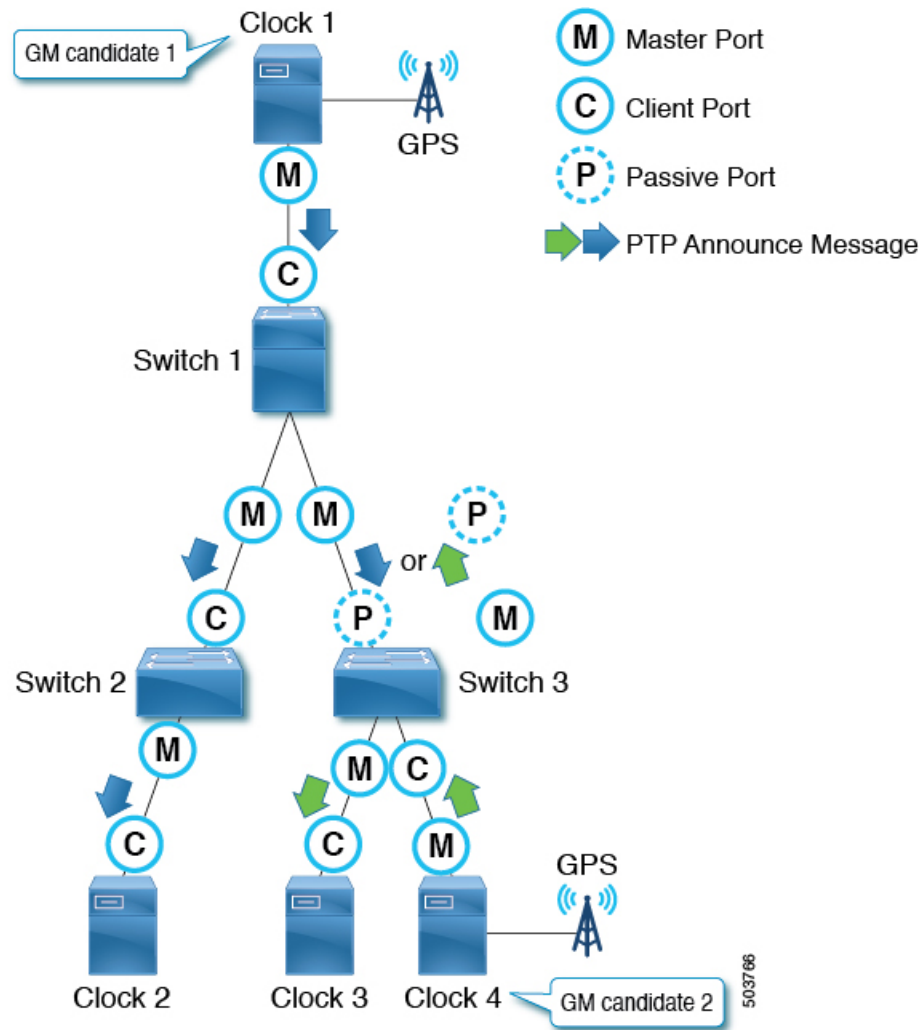 Clock 1
GM candidate 1
GPS
M Master Port
C Client Port
P Passive Port
PTP Announce Message
M
C
Switch 1
M
M
P
or
C
P
M
Switch 2
Switch 3
M
M
C
C
C
M
GPS
Clock 2
Clock 3
Clock 4
GM candidate 2
503766